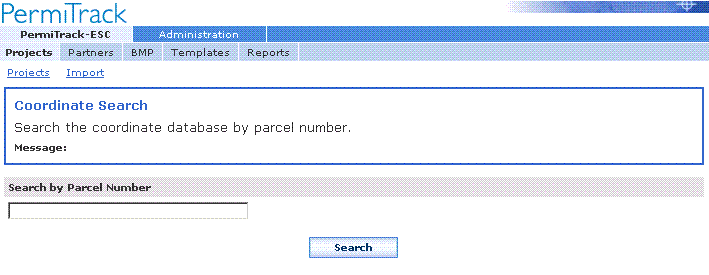 PermiTrack
PermiTrack-ESC Administration
Projects Partners BMP Templates Reports
Projects Import
Coordinate Search
Search the coordinate database by parcel number.
Message:
Search by Parcel Number
Search